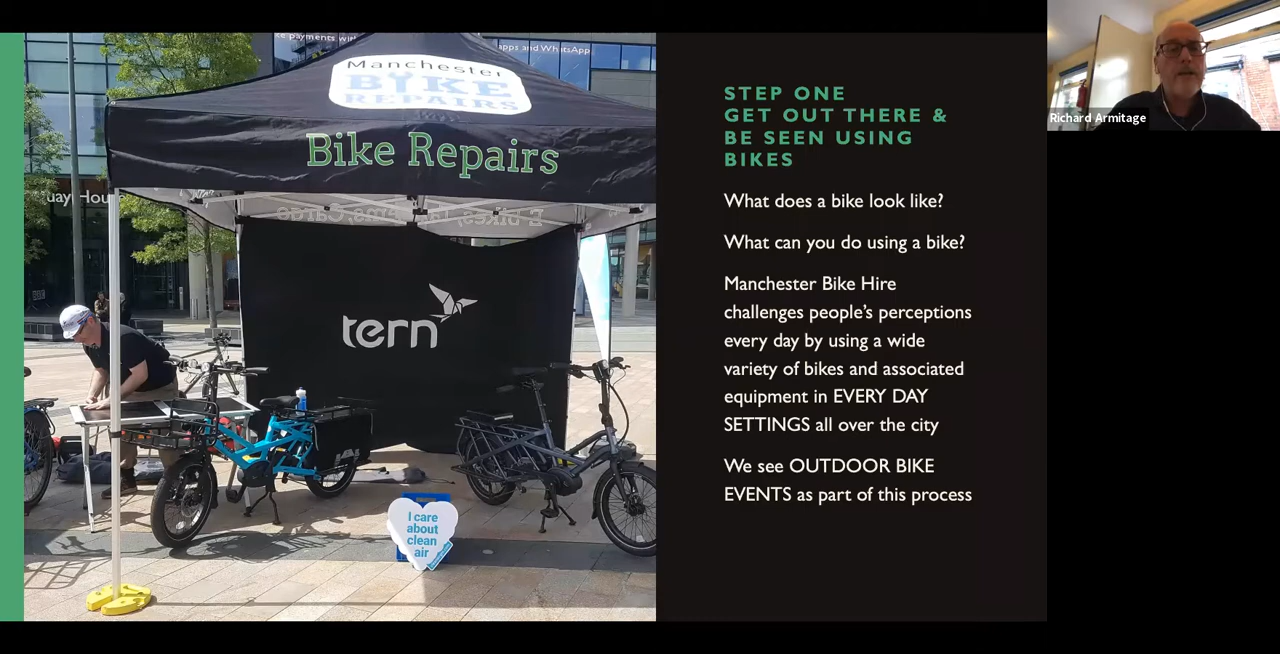 apps and WhatsApp
Manchester
BIKE
REPAIRS
Bike Repairs
tern
I care
about
clean
air
STEP ONE
GET OUT THERE &
BE SEEN USING
BIKES
What does a bike look like?
What can you do using a bike?
Manchester Bike Hire
challenges people's perceptions
every day by using a wide
variety of bikes and associated
equipment in EVERY DAY
SETTINGS all over the city
We see OUTDOOR BIKE
EVENTS as part of this process
Richard Armitage